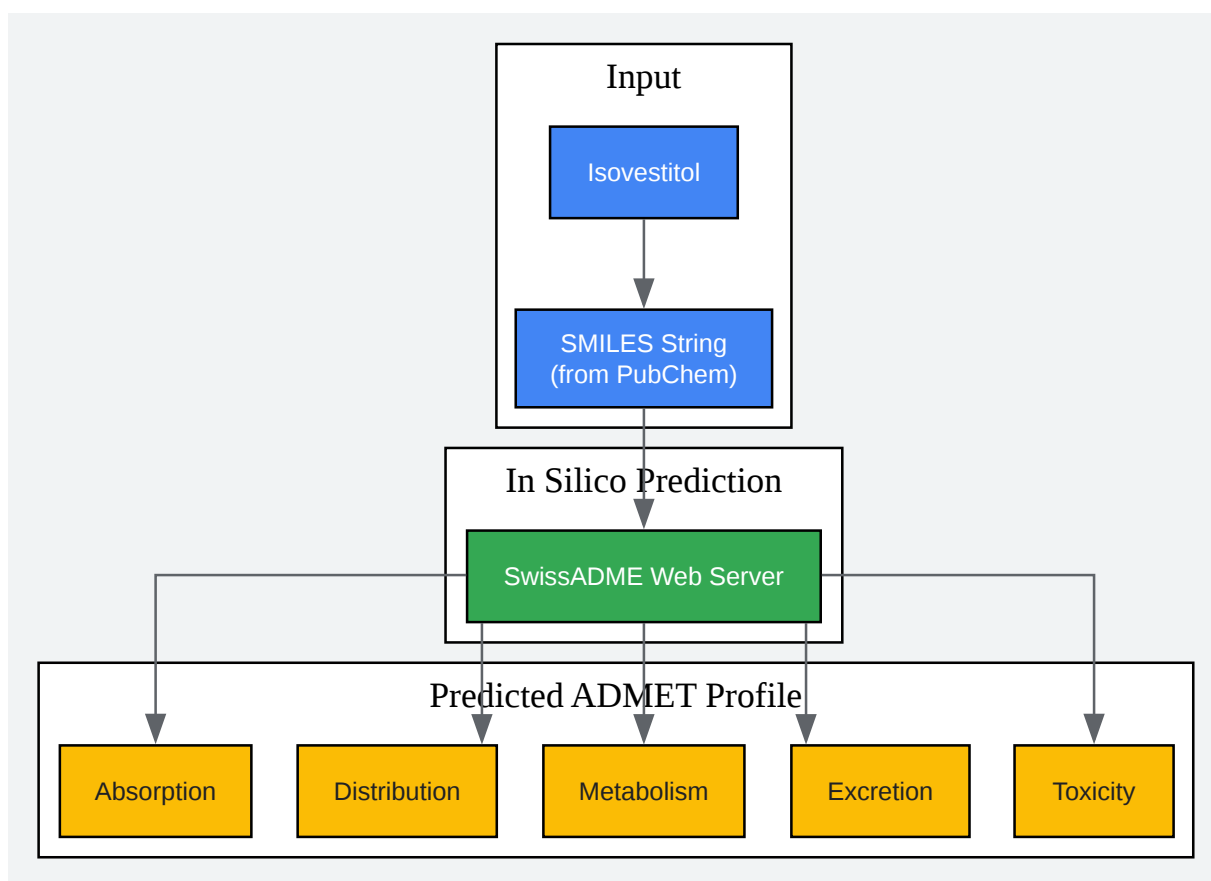 Input
Isovestitol
SMILES String
(from PubChem)
In Silico Prediction
SwissADME Web Server
Predicted ADMET Profile
Absorption
Distribution
Metabolism
Excretion
Toxicity